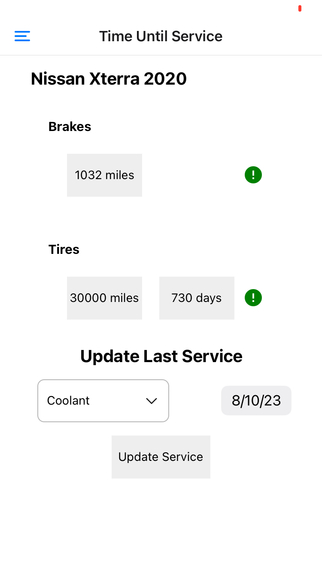 Time Until Service
Nissan Xterra 2020
Brakes
1032 miles
!
Tires
30000 miles 730 days !
Update Last Service
Coolant 8/10/23
Update Service